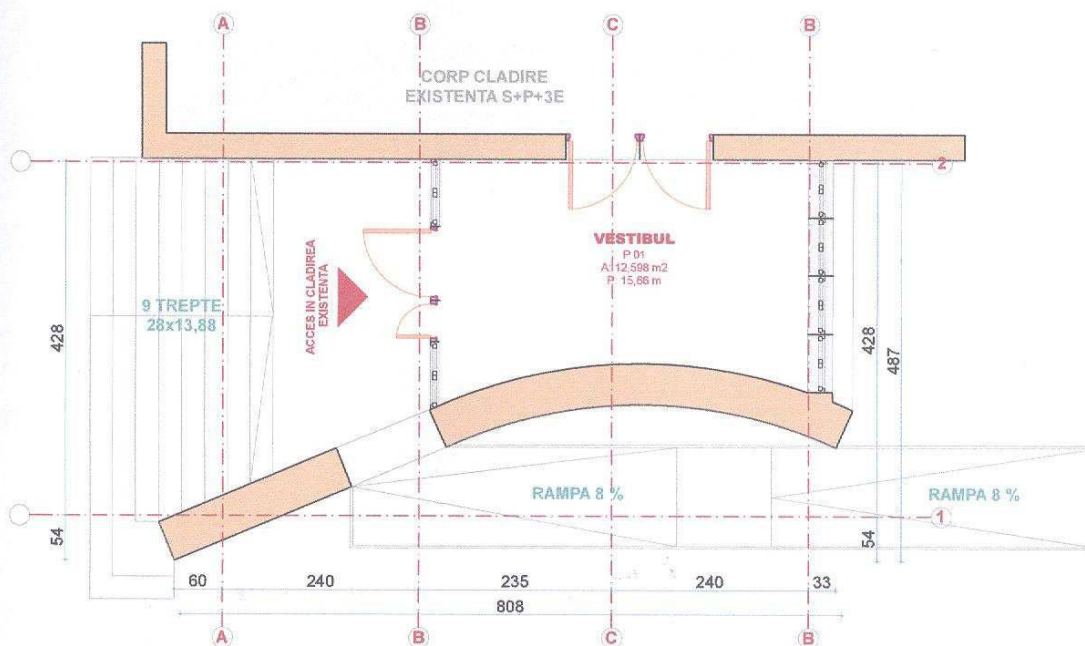 A
B
C
B
CORP CLADIRE
EXISTENTA S+P+3E
2
VESTIBUL
P 01
A: 12,598 m2
P: 15,66 m
ACCES IN CLADIREA
EXISTENTA
9 TREPTE
28x13,88
428
428
487
RAMPA 8 %
RAMPA 8 %
1
54
54
60
240
235
240
33
808
A
B
C
B